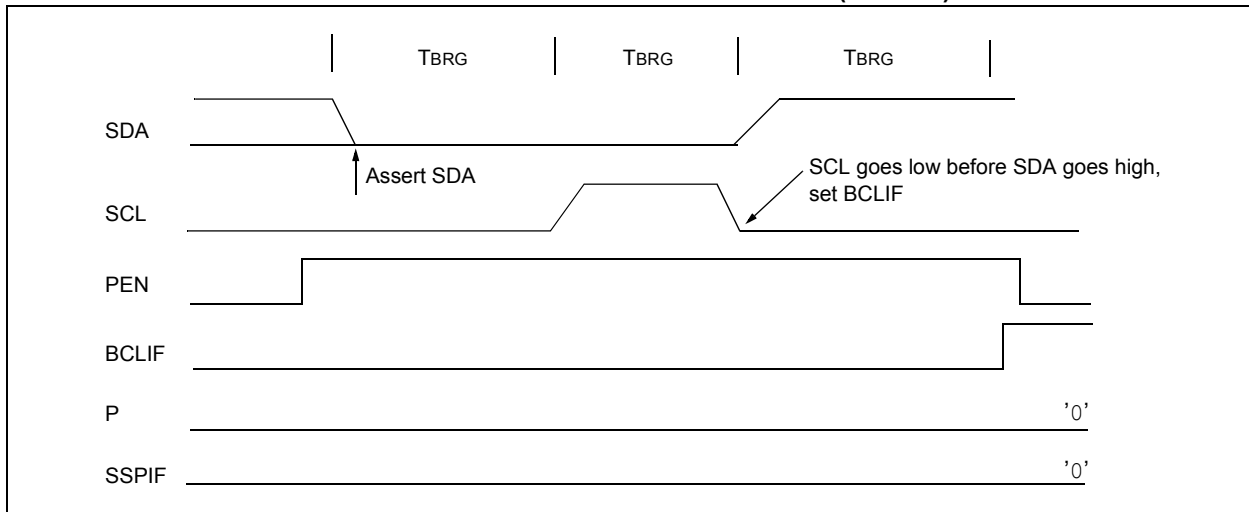 TBRG TBRG TBRG
SDA
Assert SDA
SCL goes low before SDA goes high,
set BCLIF
SCL
PEN
BCLIF
P '0'
SSPIF '0'